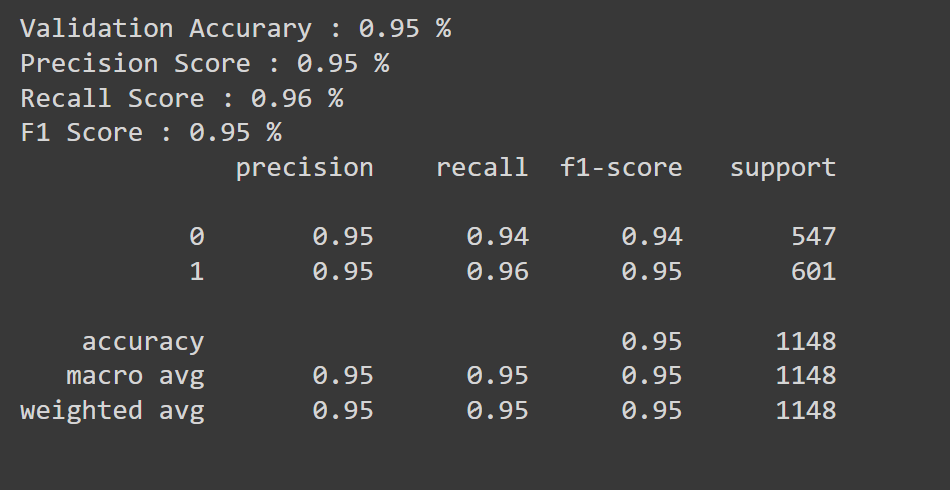 Validation Accurary : 0.95 %
Precision Score : 0.95 %
Recall Score : 0.96 %
F1 Score : 0.95 %
precision recall f1-score support
0 0.95 0.94 0.94 547
1 0.95 0.96 0.95 601
accuracy 0.95 1148
macro avg 0.95 0.95 0.95 1148
weighted avg 0.95 0.95 0.95 1148